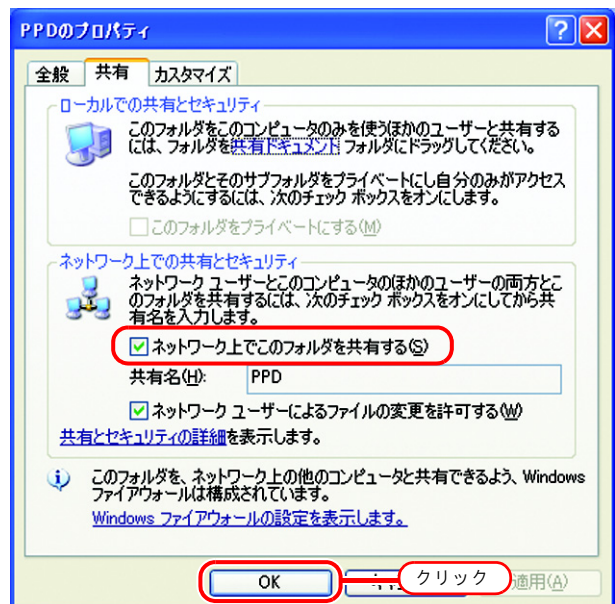 PPDのプロパティ
全般 共有 カスタマイズ
ローカルでの共有とセキュリティ
このフォルダをこのコンピュータのみを使うほかのユーザーと共有する
には、フォルダを共有ドキュメント フォルダにドラッグしてください。
このフォルダとそのサブフォルダをプライベートにし自分のみがアクセス
できるようにするには、次のチェック ボックスをオンにします。
このフォルダをプライベートにする(M)
ネットワーク上での共有とセキュリティ
ネットワーク ユーザーとこのコンピュータのほかのユーザーの両方とこ
のフォルダを共有するには、次のチェック ボックスをオンにしてから共
有名を入力します。
ネットワーク上でこのフォルダを共有する(S)
共有名(H): PPD
ネットワーク ユーザーによるファイルの変更を許可する(W)
共有とセキュリティの詳細を表示します。
このフォルダを、ネットワーク上の他のコンピュータと共有できるよう、Windows
ファイアウォールは構成されています。
Windows ファイアウォールの設定を表示します。
OK クリック 適用(A)